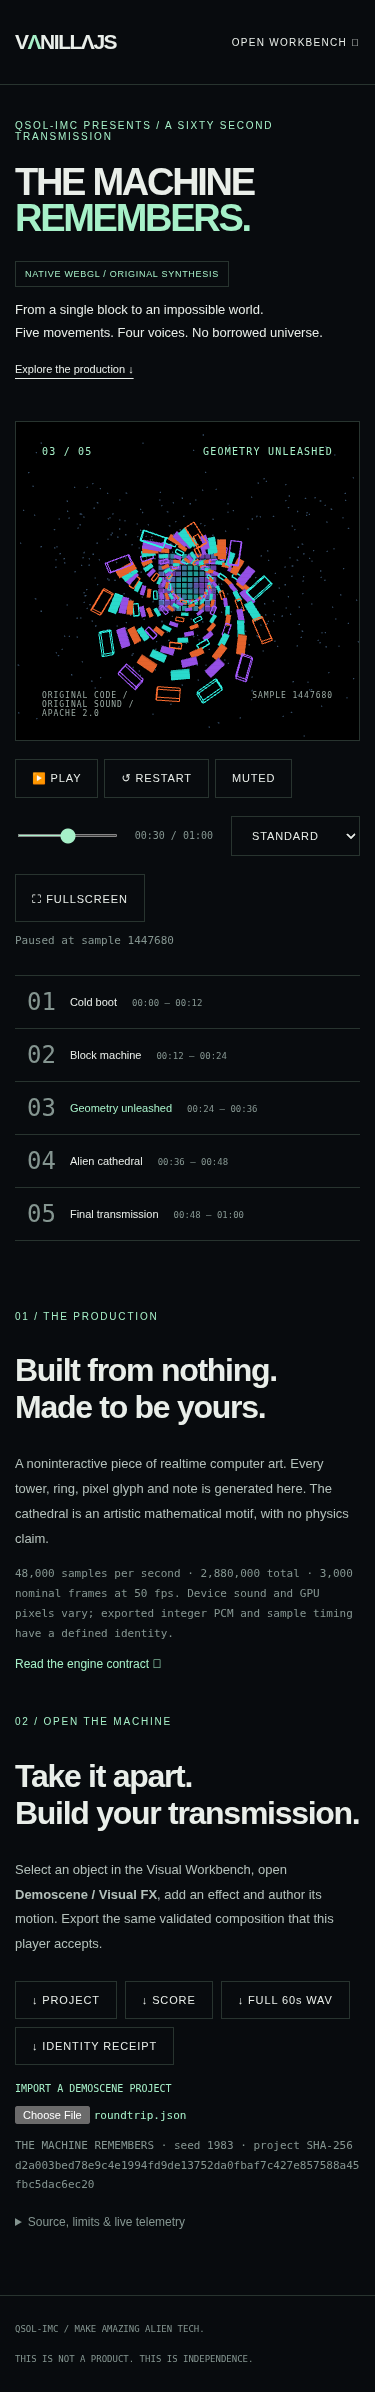 VΛNILLΛJS
OPEN WORKBENCH
QSOL-IMC PRESENTS / A SIXTY SECOND
TRANSMISSION
THE MACHINE
REMEMBERS.
NATIVE WEBGL / ORIGINAL SYNTHESIS
From a single block to an impossible world.
Five movements. Four voices. No borrowed universe.
Explore the production ↓
03 / 05
GEOMETRY UNLEASHED
ORIGINAL CODE /
ORIGINAL SOUND /
APACHE 2.0
SAMPLE 1447680
▶ PLAY
↺ RESTART
MUTED
00:30 / 01:00
STANDARD
⛶ FULLSCREEN
Paused at sample 1447680
01 Cold boot 00:00 — 00:12
02 Block machine 00:12 — 00:24
03 Geometry unleashed 00:24 — 00:36
04 Alien cathedral 00:36 — 00:48
05 Final transmission 00:48 — 01:00
01 / THE PRODUCTION
Built from nothing.
Made to be yours.
A noninteractive piece of realtime computer art. Every
tower, ring, pixel glyph and note is generated here. The
cathedral is an artistic mathematical motif, with no physics
claim.
48,000 samples per second · 2,880,000 total · 3,000
nominal frames at 50 fps. Device sound and GPU
pixels vary; exported integer PCM and sample timing
have a defined identity.
Read the engine contract
02 / OPEN THE MACHINE
Take it apart.
Build your transmission.
Select an object in the Visual Workbench, open
Demoscene / Visual FX, add an effect and author its
motion. Export the same validated composition that this
player accepts.
↓ PROJECT
↓ SCORE
↓ FULL 60s WAV
↓ IDENTITY RECEIPT
IMPORT A DEMOSCENE PROJECT
Choose File roundtrip.json
THE MACHINE REMEMBERS · seed 1983 · project SHA-256
d2a003bed78e9c4e1994fd9de13752da0fbaf7c427e857588a45
fbc5dac6ec20
▶ Source, limits & live telemetry
QSOL-IMC / MAKE AMAZING ALIEN TECH.
THIS IS NOT A PRODUCT. THIS IS INDEPENDENCE.